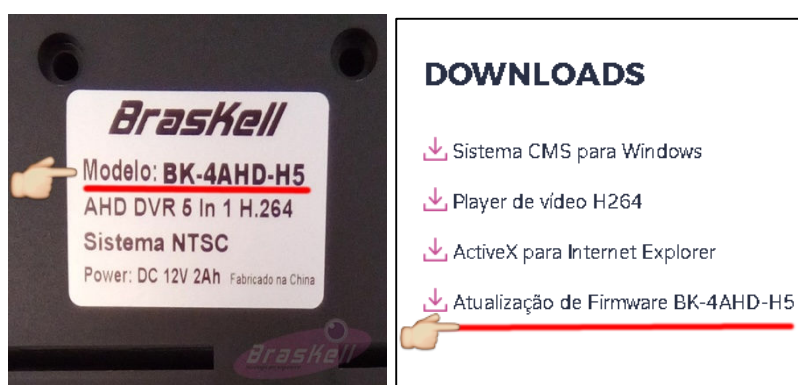 BrasKell
Modelo: BK-4AHD-H5
AHD DVR 5 In 1 H.264
Sistema NTSC
Power: DC 12V 2Ah Fabricado na China
BrasKell
DOWNLOADS
Sistema CMS para Windows
Player de vídeo H264
ActiveX para Internet Explorer
Atualização de Firmware BK-4AHD-H5